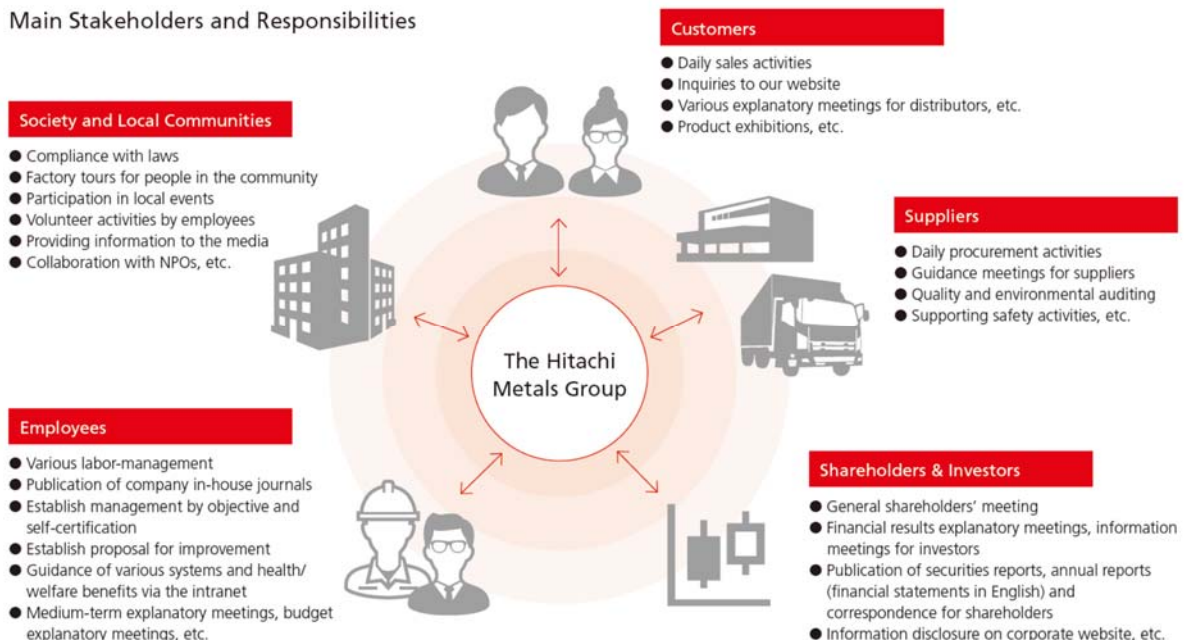 Main Stakeholders and Responsibilities
Customers
● Daily sales activities
● Inquiries to our website
● Various explanatory meetings for distributors, etc.
● Product exhibitions, etc.
Society and Local Communities
● Compliance with laws
● Factory tours for people in the community
● Participation in local events
● Volunteer activities by employees
● Providing information to the media
● Collaboration with NPOs, etc.
Suppliers
● Daily procurement activities
● Guidance meetings for suppliers
● Quality and environmental auditing
● Supporting safety activities, etc.
The Hitachi
Metals Group
Employees
● Various labor-management
● Publication of company in-house journals
● Establish management by objective and
self-certification
● Establish proposal for improvement
● Guidance of various systems and health/
welfare benefits via the intranet
● Medium-term explanatory meetings, budget
explanatory meetings, etc.
Shareholders & Investors
● General shareholders' meeting
● Financial results explanatory meetings, information
meetings for investors
● Publication of securities reports, annual reports
(financial statements in English) and
correspondence for shareholders
● Information disclosure on corporate website, etc.